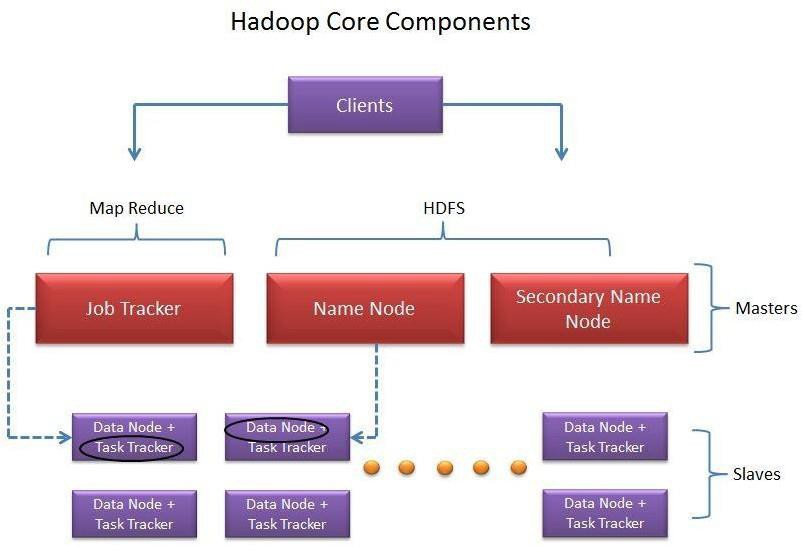 Hadoop Core Components
Clients
Map Reduce
HDFS
Job Tracker
Name Node
Secondary Name
Node
Masters
Data Node +
Task Tracker
Data Node +
Task Tracker
Data Node +
Task Tracker
Slaves
Data Node +
Task Tracker
Data Node +
Task Tracker
Data Node +
Task Tracker